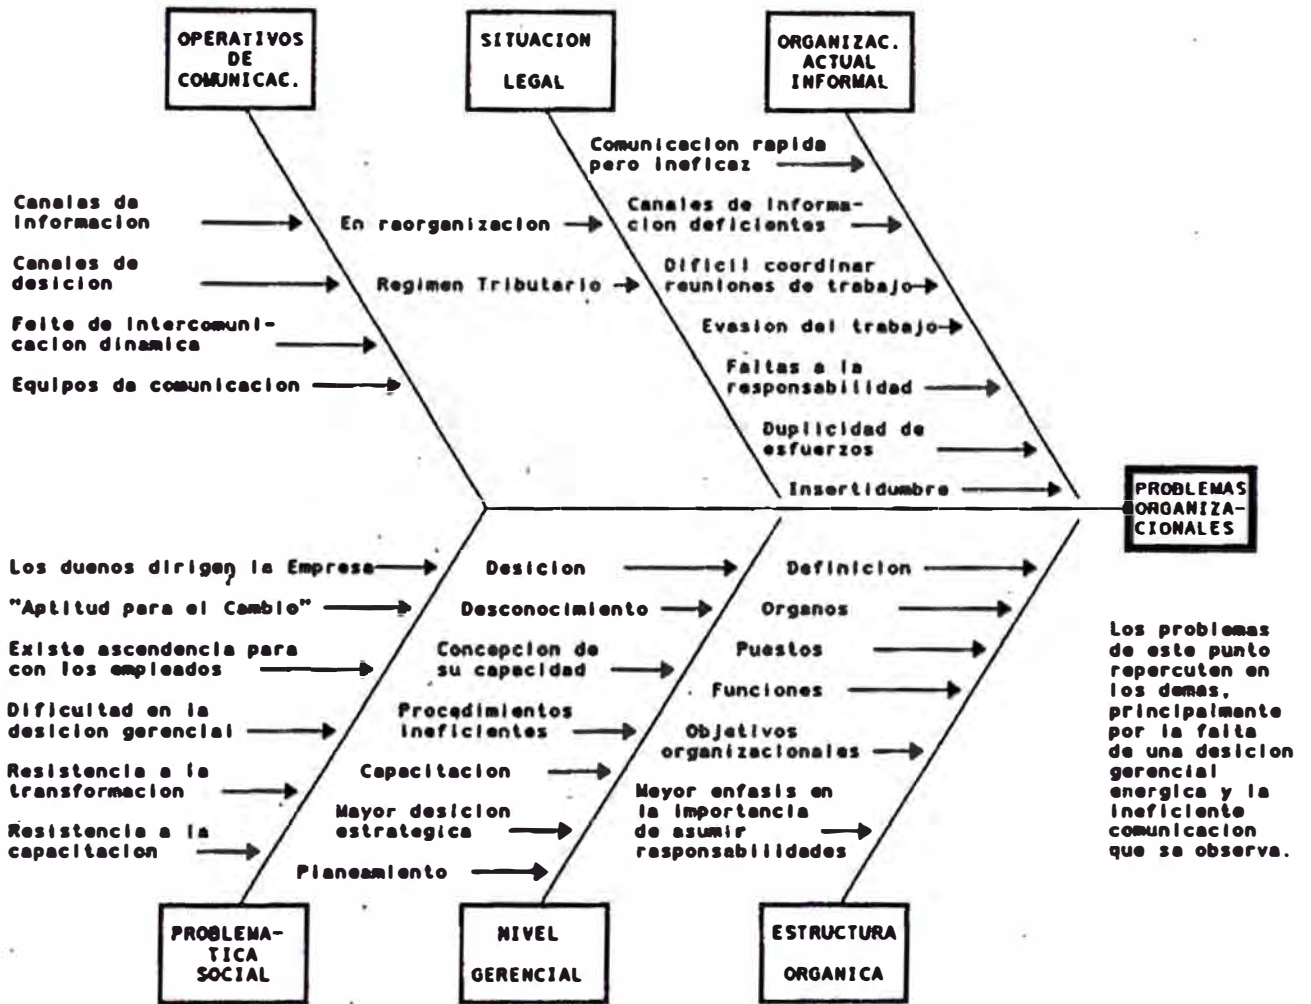 OPERATIVOS
DE
COMUNICAC.
SITUACION
LEGAL
ORGANIZAC.
ACTUAL
INFORMAL
Canales de
informacion
Canales de
desicion
Falta de intercomuni-
cacion dinamica
Equipos de comunicacion
En reorganizacion
Regimen Tributario
Comunicacion rapida
pero ineficaz
Canales de informa-
cion deficientes
Dificil coordinar
reuniones de trabajo
Evasion del trabajo
Faltas a la
responsabilidad
Duplicidad de
esfuerzos
Insertidumbre
PROBLEMAS
ORGANIZA-
CIONALES
Los duenos dirigen la Empresa
"Aptitud para el Cambio"
Existe ascendencia para
con los empleados
Dificultad en la
desicion gerencial
Resistencia a la
transformacion
Resistencia a la
capacitacion
Desicion
Desconocimiento
Concepcion de
su capacidad
Procedimientos
ineficientes
Capacitacion
Mayor desicion
estrategica
Planeamiento
Definicion
Organos
Puestos
Funciones
Objetivos
organizacionales
Mayor enfasis en
la importancia
de asumir
responsabilidades
Los problemas
de este punto
repercuten en
los demas,
principalmente
por la falta
de una desicion
gerencial
energica y la
ineficiente
comunicacion
que se observa.
PROBLEMA-
TICA
SOCIAL
NIVEL
GERENCIAL
ESTRUCTURA
ORGANICA